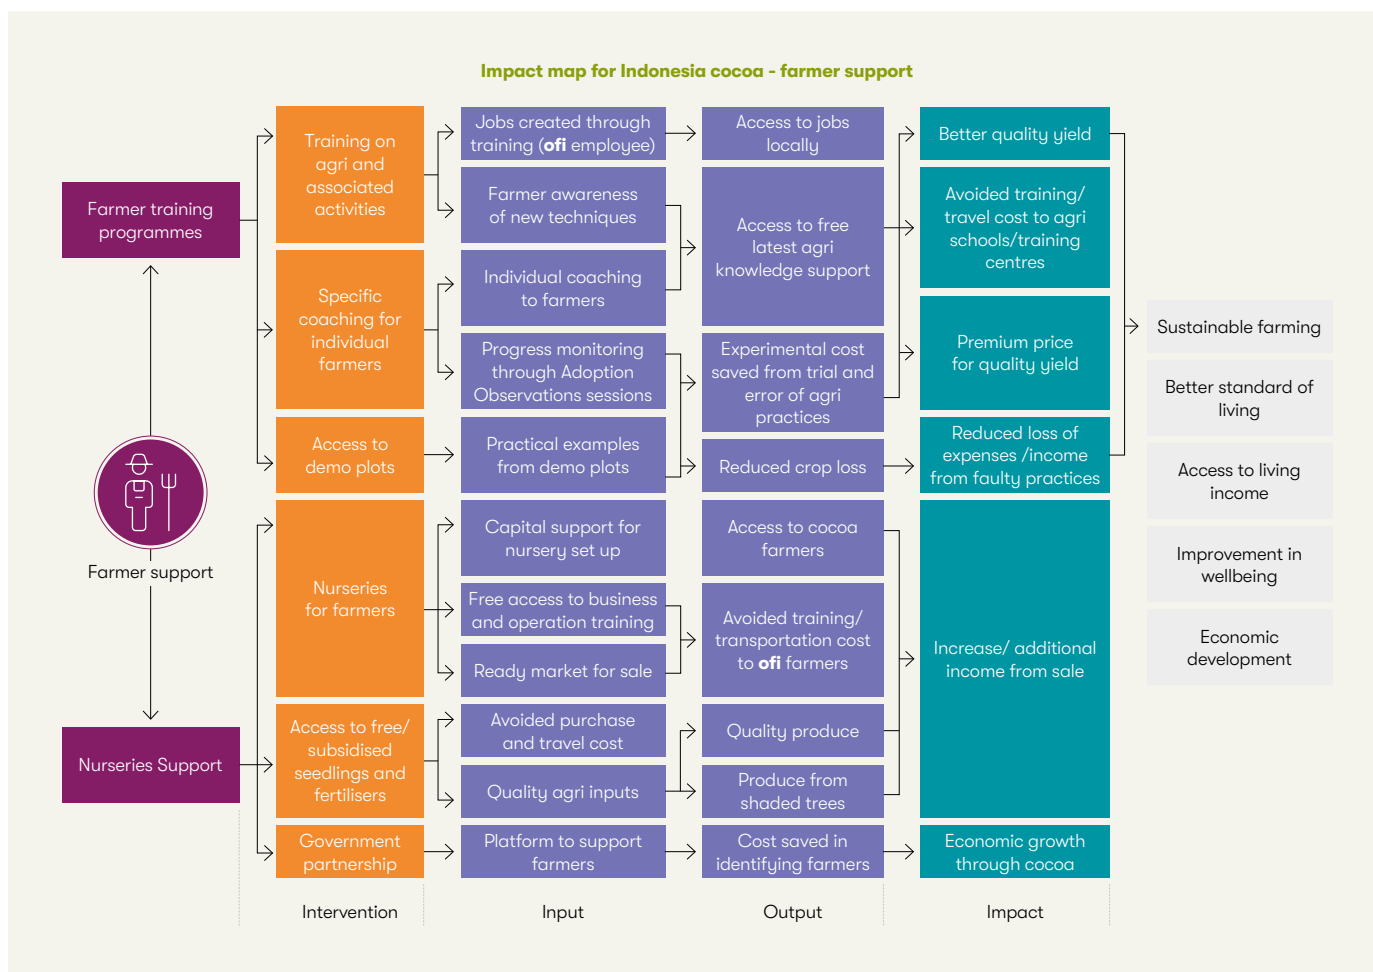 Impact map for Indonesia cocoa - farmer support
Farmer training
programmes
Farmer support
Nurseries Support
Training on
agri and
associated
activities
Specific
coaching for
individual
farmers
Access to
demo plots
Nurseries
for farmers
Access to free/
subsidised
seedlings and
fertilisers
Government
partnership
Intervention
Jobs created through
training (ofi employee)
Farmer awareness
of new techniques
Individual coaching
to farmers
Progress monitoring
through Adoption
Observations sessions
Practical examples
from demo plots
Capital support for
nursery set up
Free access to business
and operation training
Ready market for sale
Avoided purchase
and travel cost
Quality agri inputs
Platform to support
farmers
Input
Access to jobs
locally
Access to free
latest agri
knowledge support
Experimental cost
saved from trial and
error of agri
practices
Reduced crop loss
Access to cocoa
farmers
Avoided training/
transportation cost
to ofi farmers
Quality produce
Produce from
shaded trees
Cost saved in
identifying farmers
Output
Better quality yield
Avoided training/
travel cost to agri
schools/training
centres
Premium price
for quality yield
Reduced loss of
expenses /income
from faulty practices
Increase/ additional
income from sale
Economic growth
through cocoa
Impact
Sustainable farming
Better standard of
living
Access to living
income
Improvement in
wellbeing
Economic
development